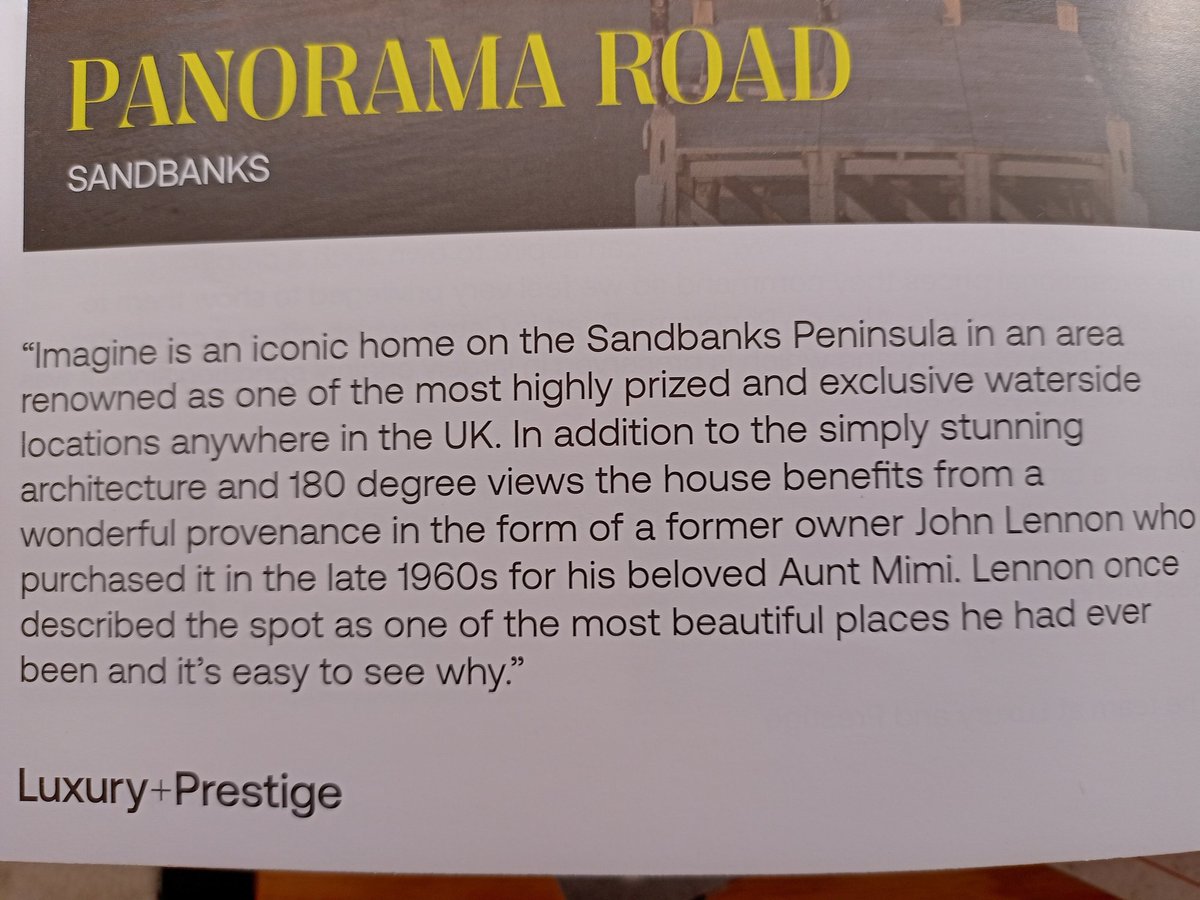 PANORAMA ROAD
SANDBANKS
“Imagine is an iconic home on the Sandbanks Peninsula in an area
renowned as one of the most highly prized and exclusive waterside
locations anywhere in the UK. In addition to the simply stunning
architecture and 180 degree views the house benefits from a
wonderful provenance in the form of a former owner John Lennon who
purchased it in the late 1960s for his beloved Aunt Mimi. Lennon once
described the spot as one of the most beautiful places he had ever
been and it’s easy to see why.”
Luxury+Prestige